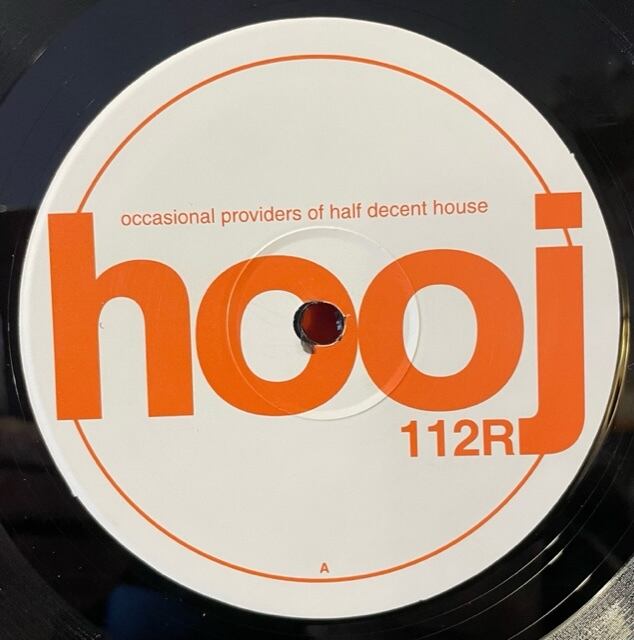 occasional providers of half decent house
hooj
112R
A